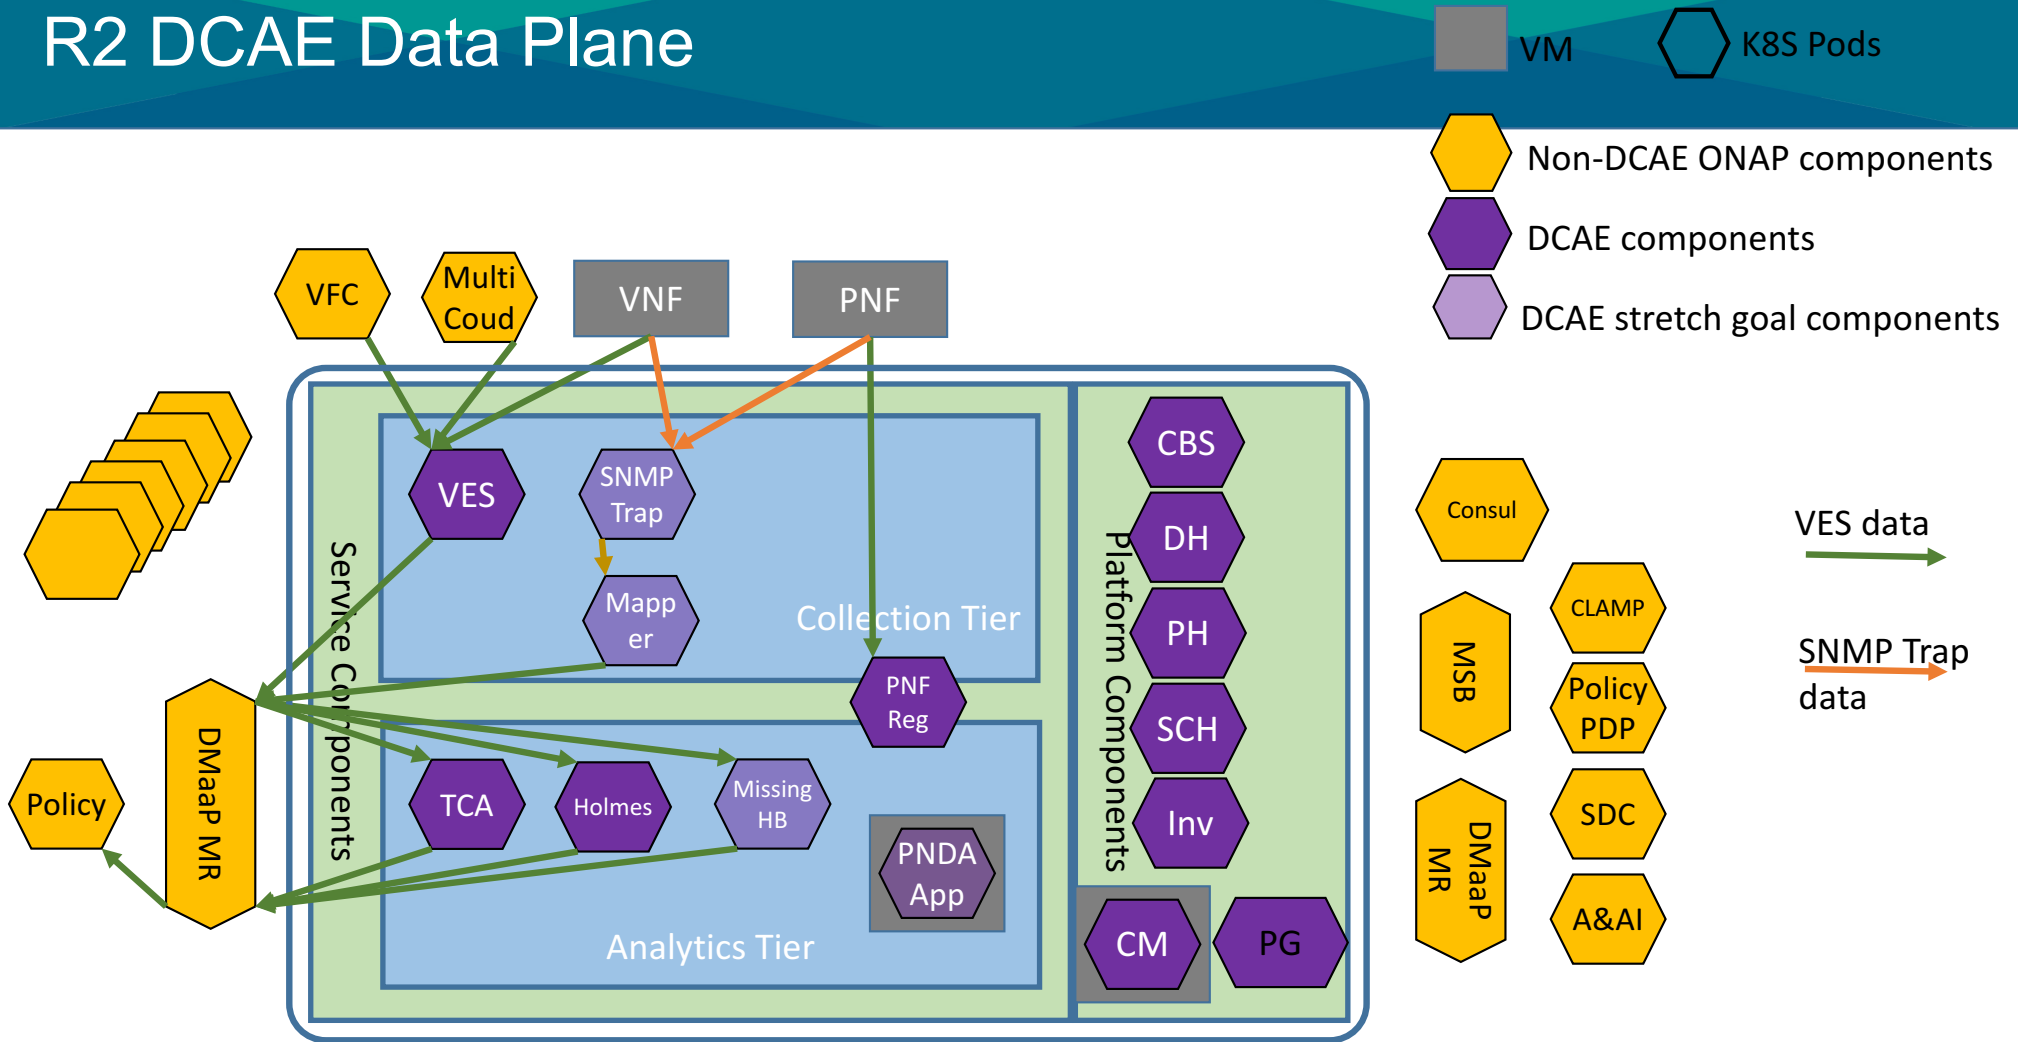 R2 DCAE Data Plane
VM
K8S Pods
Non-DCAE ONAP components
DCAE components
DCAE stretch goal components
VFC
Multi
Coud
VNF
PNF
VES
SNMP
Trap
Mapp
er
Collection Tier
PNF
Reg
Service Components
Platform Components
CBS
DH
PH
SCH
Inv
CM
PG
Policy
DMaaP MR
TCA
Holmes
Missing
HB
PNDA
App
Analytics Tier
Consul
MSB
DMaaP
MR
CLAMP
Policy
PDP
SDC
A&AI
VES data
SNMP Trap
data